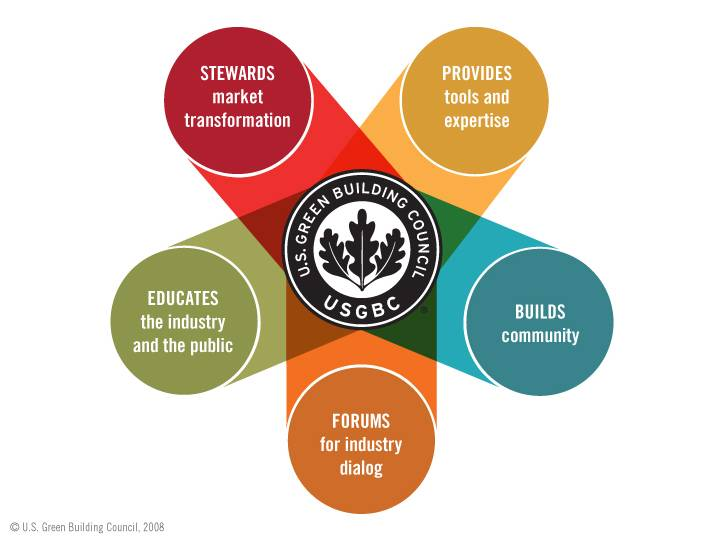 STEWARDS
market
transformation
PROVIDES
tools and
expertise
U.S. GREEN BUILDING COUNCIL
USGBC
®
EDUCATES
the industry
and the public
BUILDS
community
FORUMS
for industry
dialog
© U.S. Green Building Council, 2008